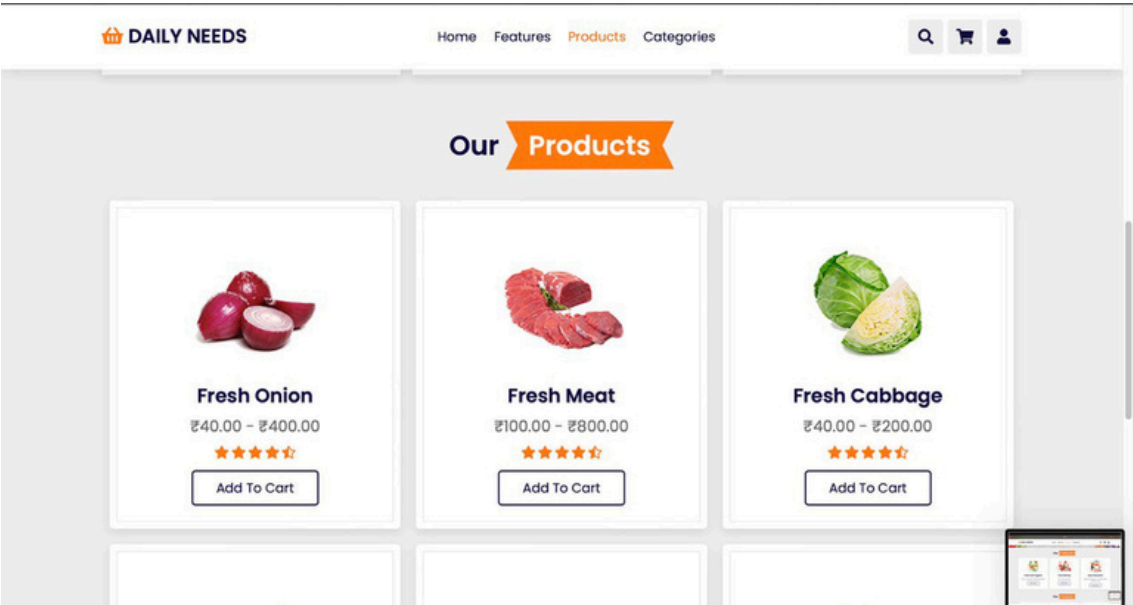 DAILY NEEDS Home Features Products Categories
Our Products
Fresh Onion Fresh Meat Fresh Cabbage
₹40.00 - ₹400.00 ₹100.00 - ₹800.00 ₹40.00 - ₹200.00
Add To Cart Add To Cart Add To Cart